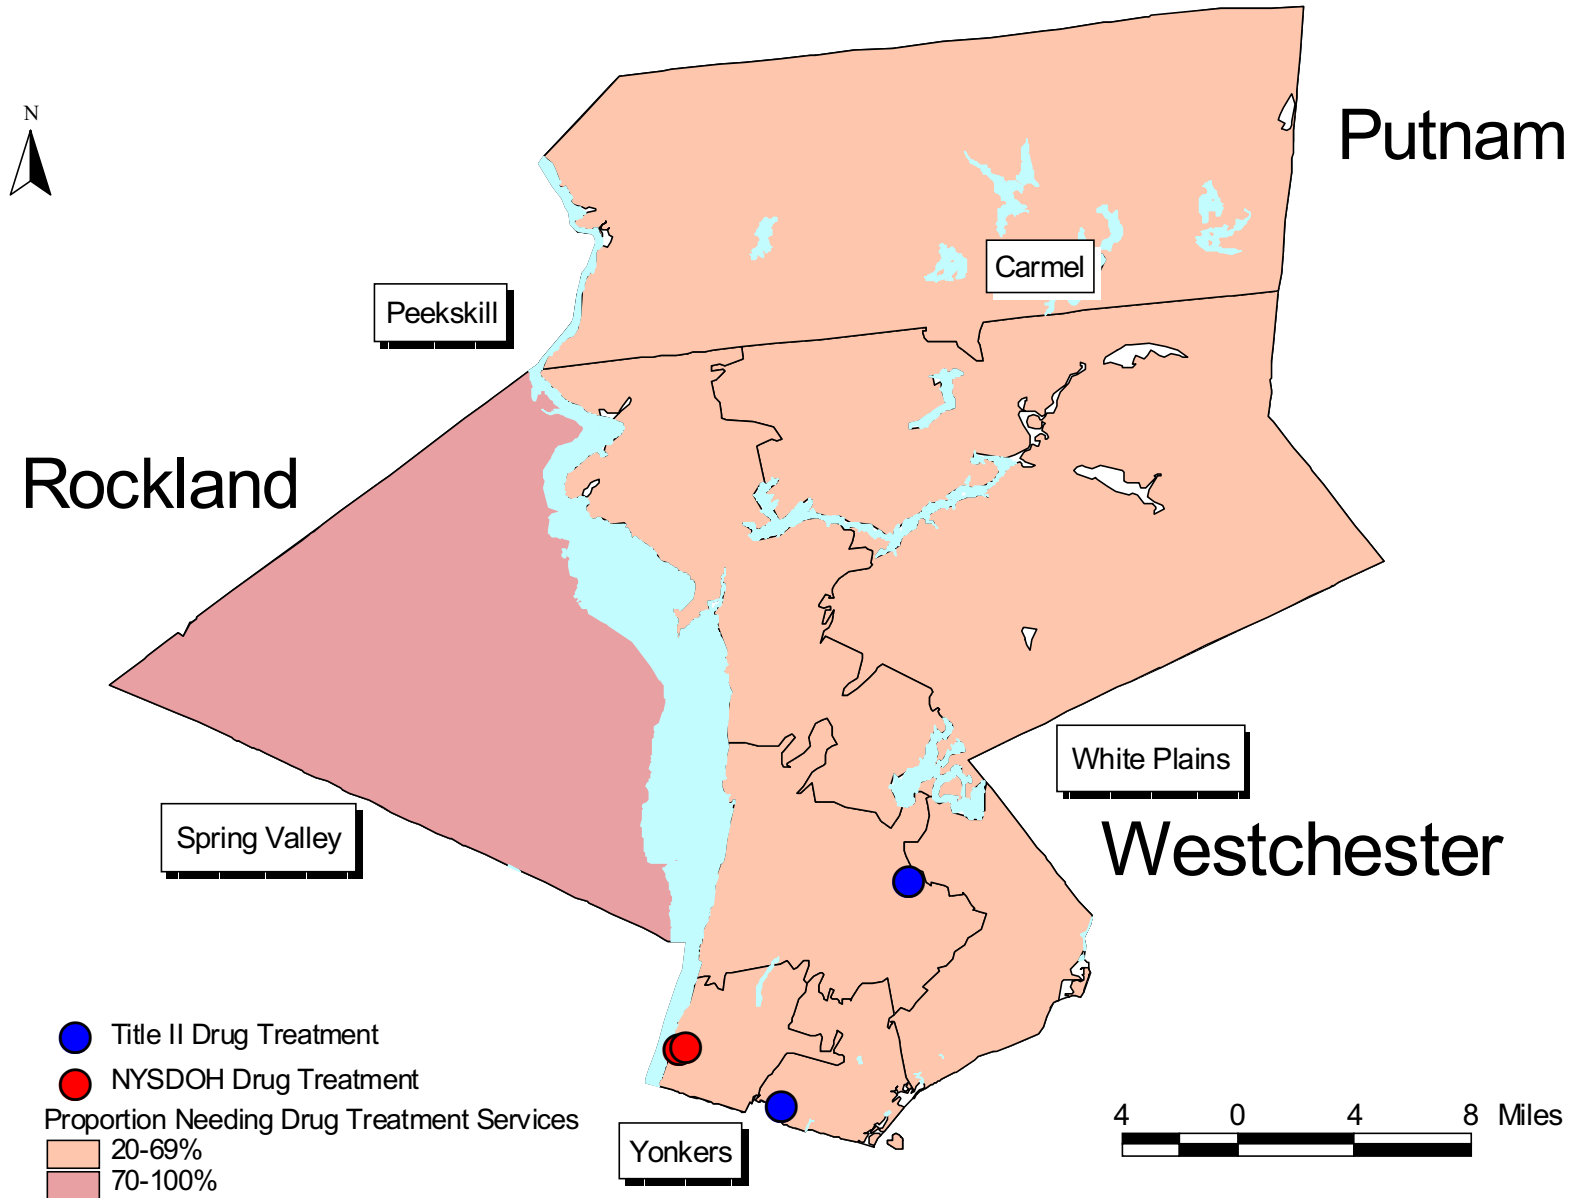 N
Putnam
Carmel
Peekskill
Rockland
White Plains
Spring Valley
Westchester
Title II Drug Treatment
NYSDOH Drug Treatment
Proportion Needing Drug Treatment Services
20-69%
70-100%
Yonkers
4 0 4 8 Miles